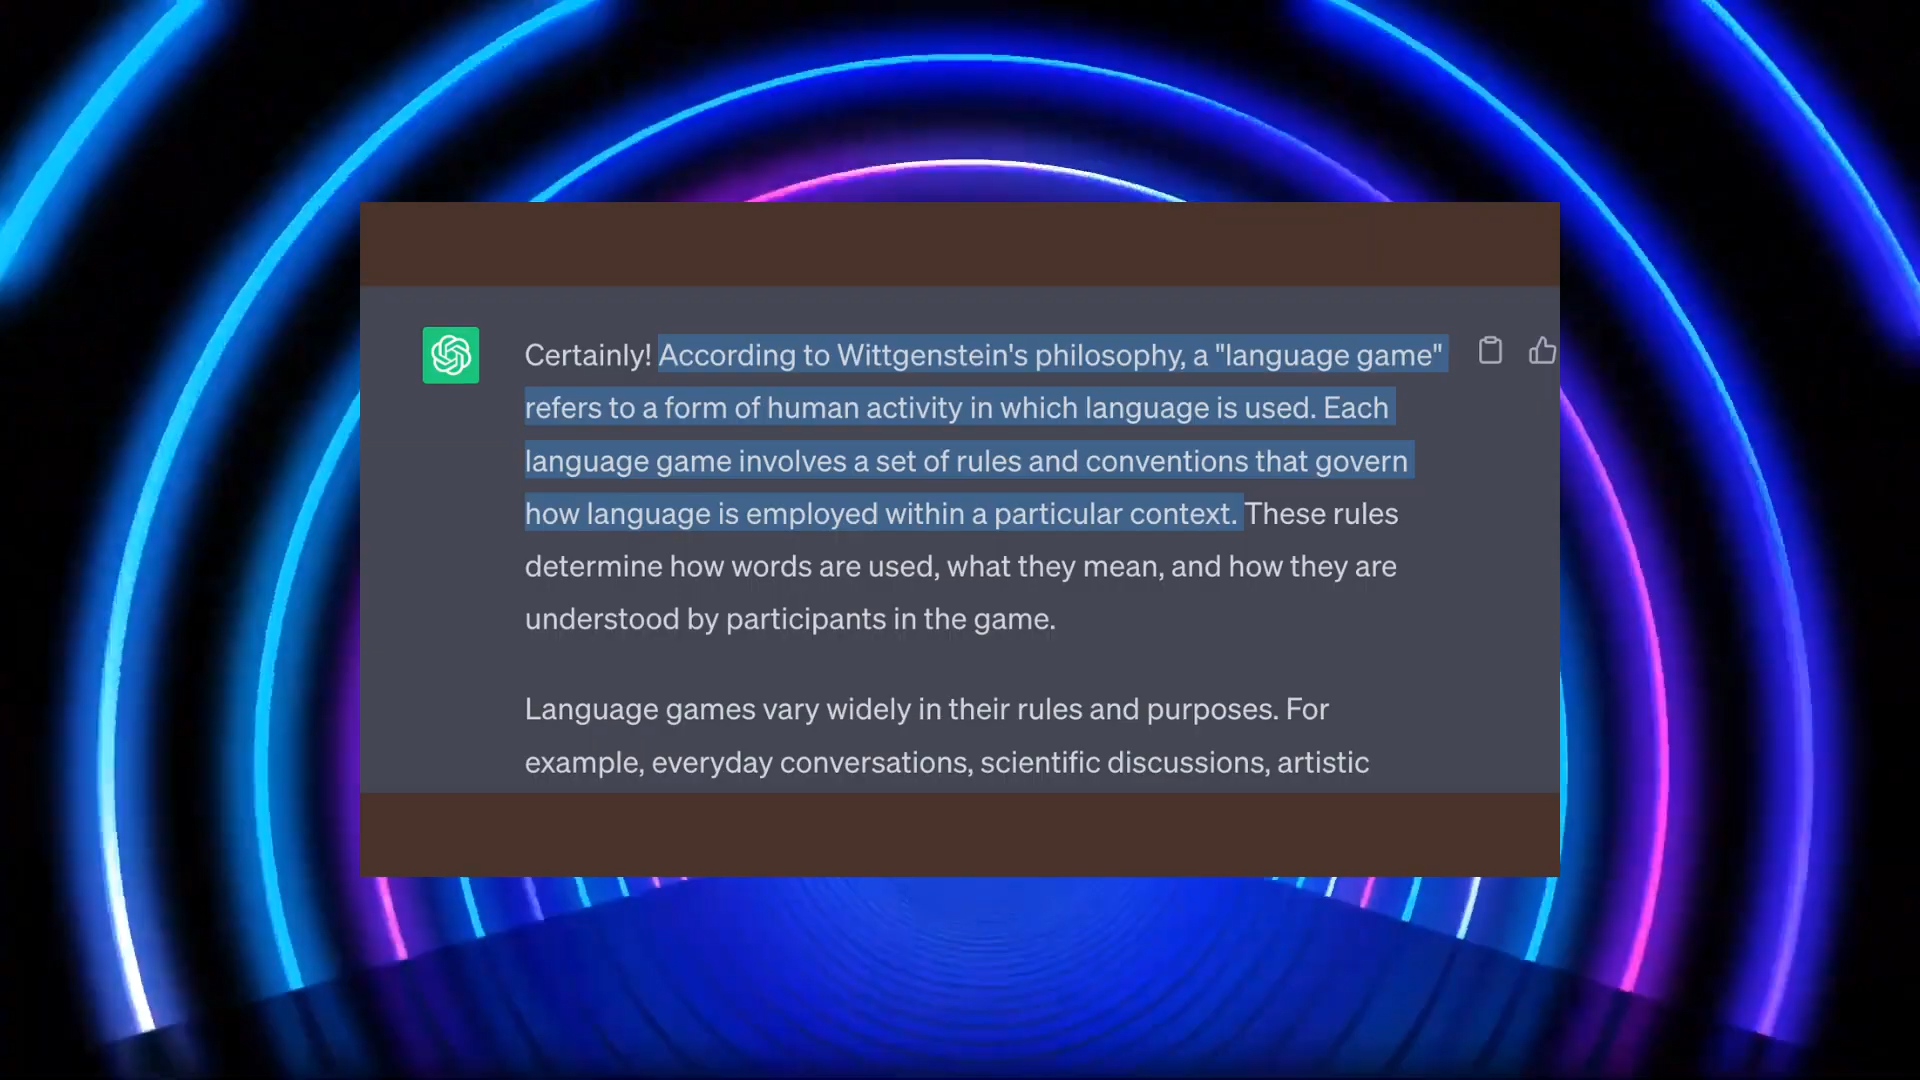 Certainly! According to Wittgenstein's philosophy, a "language game"
refers to a form of human activity in which language is used. Each
language game involves a set of rules and conventions that govern
how language is employed within a particular context. These rules
determine how words are used, what they mean, and how they are
understood by participants in the game.
Language games vary widely in their rules and purposes. For
example, everyday conversations, scientific discussions, artistic